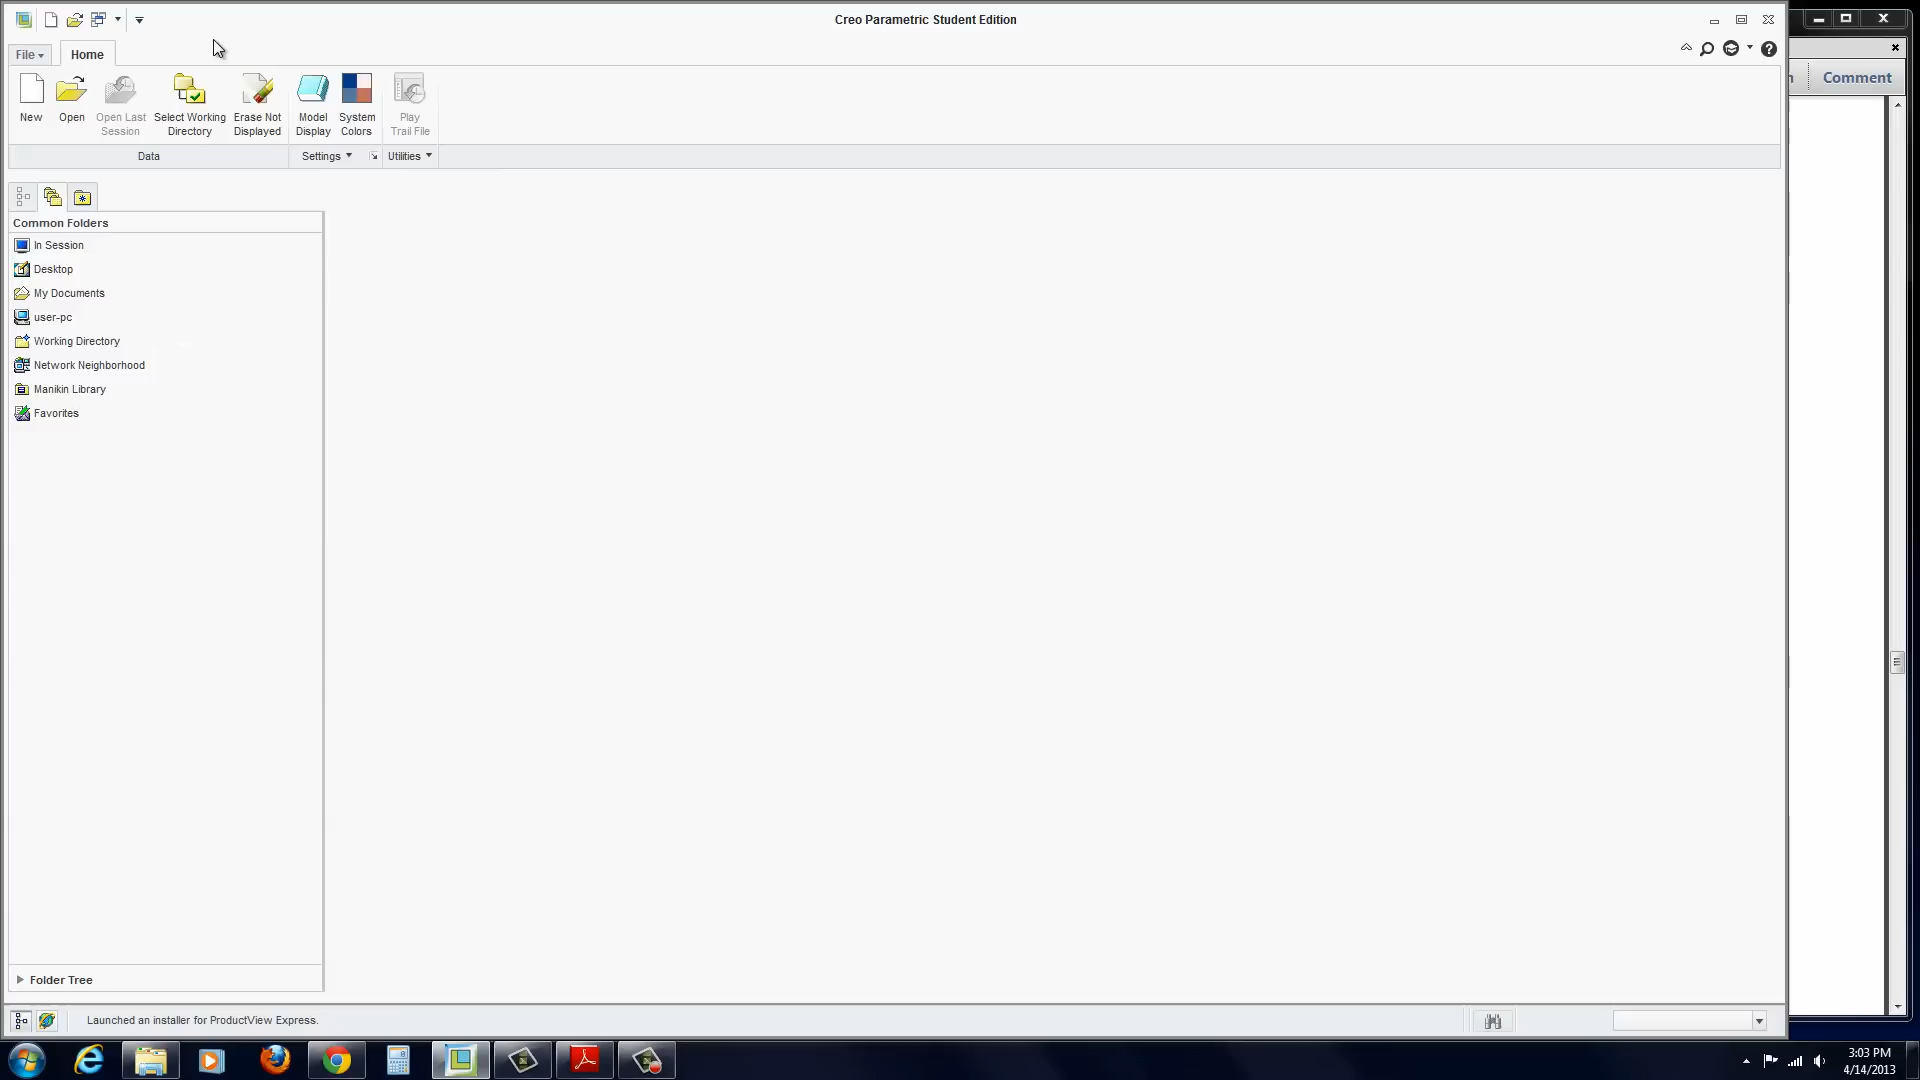 Creo Parametric Student Edition
File
Home
Comment
New
Open
Open Last
Session
Select Working
Directory
Erase Not
Displayed
Model
Display
System
Colors
Play
Trail File
Data
Settings
Utilities
Common Folders
In Session
Desktop
My Documents
user-pc
Working Directory
Network Neighborhood
Manikin Library
Favorites
Folder Tree
Launched an installer for ProductView Express.
3:03 PM
4/14/2013